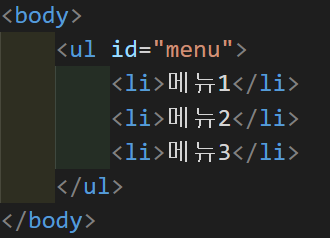 <body>
<ul id="menu">
<li>메뉴1</li>
<li>메뉴2</li>
<li>메뉴3</li>
</ul>
</body>